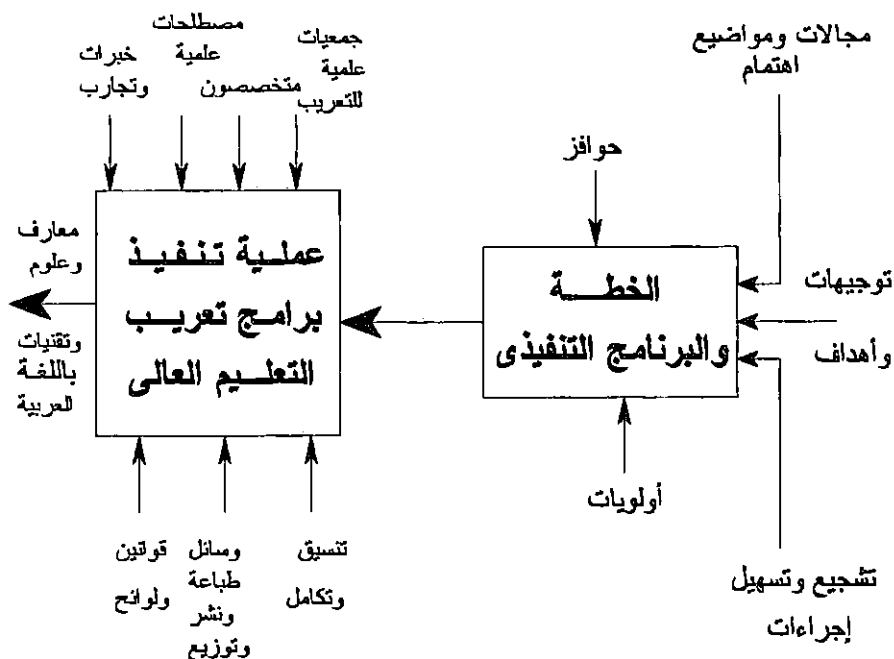 مجالات ومواضيع
اهتمام
حوافز
توجيهات
وأهداف
الخطة
والبرنامج التنفيذى
أولويات
تشجيع وتسهيل
إجراءات
جمعيات
علمية
للتعريب
متخصصون
مصطلحات
علمية
خبرات
وتجارب
عملية تنفيذ
برامج تعريب
التعليم العالى
تنسيق
وتكامل
وسائل
طباعة
ونشر
وتوزيع
قوانين
ولوائح
معارف
وعلوم
وتقنيات
باللغة
العربية